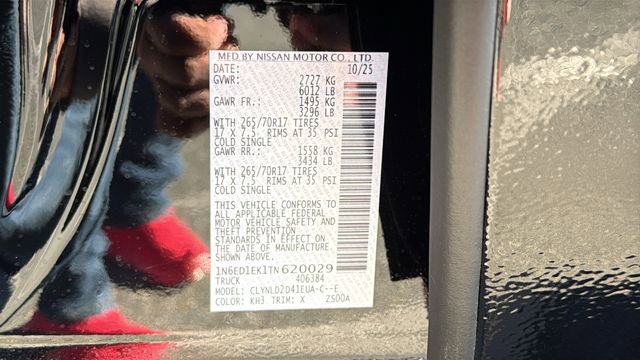 MFD BY NISSAN MOTOR CO., LTD.
DATE: 10/25
GVWR: 2727 KG
6012 LB
GAWR FR.: 1495 KG
3296 LB
WITH 265/70R17 TIRES
17 X 7.5 RIMS AT 35 PSI
COLD SINGLE
GAWR RR.: 1558 KG
3434 LB
WITH 265/70R17 TIRES
17 X 7.5 RIMS AT 35 PSI
COLD SINGLE
THIS VEHICLE CONFORMS TO
ALL APPLICABLE FEDERAL
MOTOR VEHICLE SAFETY AND
THEFT PREVENTION
STANDARDS IN EFFECT ON
THE DATE OF MANUFACTURE
SHOWN ABOVE.
1N6ED1EK1TN620029
TRUCK 406384
MODEL: CLYNLD2D41EUA-C--E
COLOR: KH3 TRIM: X ZS00A